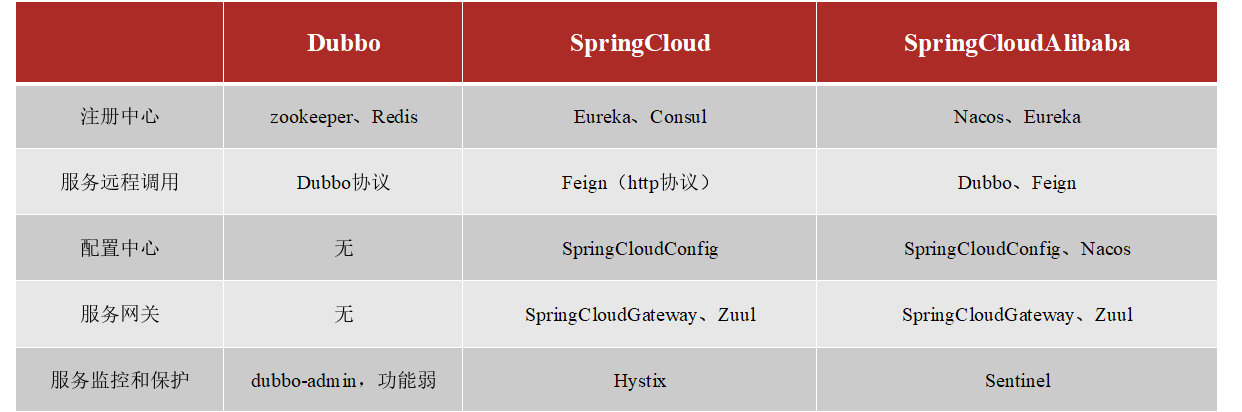 Dubbo SpringCloud SpringCloudAlibaba
注册中心 zookeeper、Redis Eureka、Consul Nacos、Eureka
服务远程调用 Dubbo协议 Feign（http协议） Dubbo、Feign
配置中心 无 SpringCloudConfig SpringCloudConfig、Nacos
服务网关 无 SpringCloudGateway、Zuul SpringCloudGateway、Zuul
服务监控和保护 dubbo-admin，功能弱 Hystix Sentinel